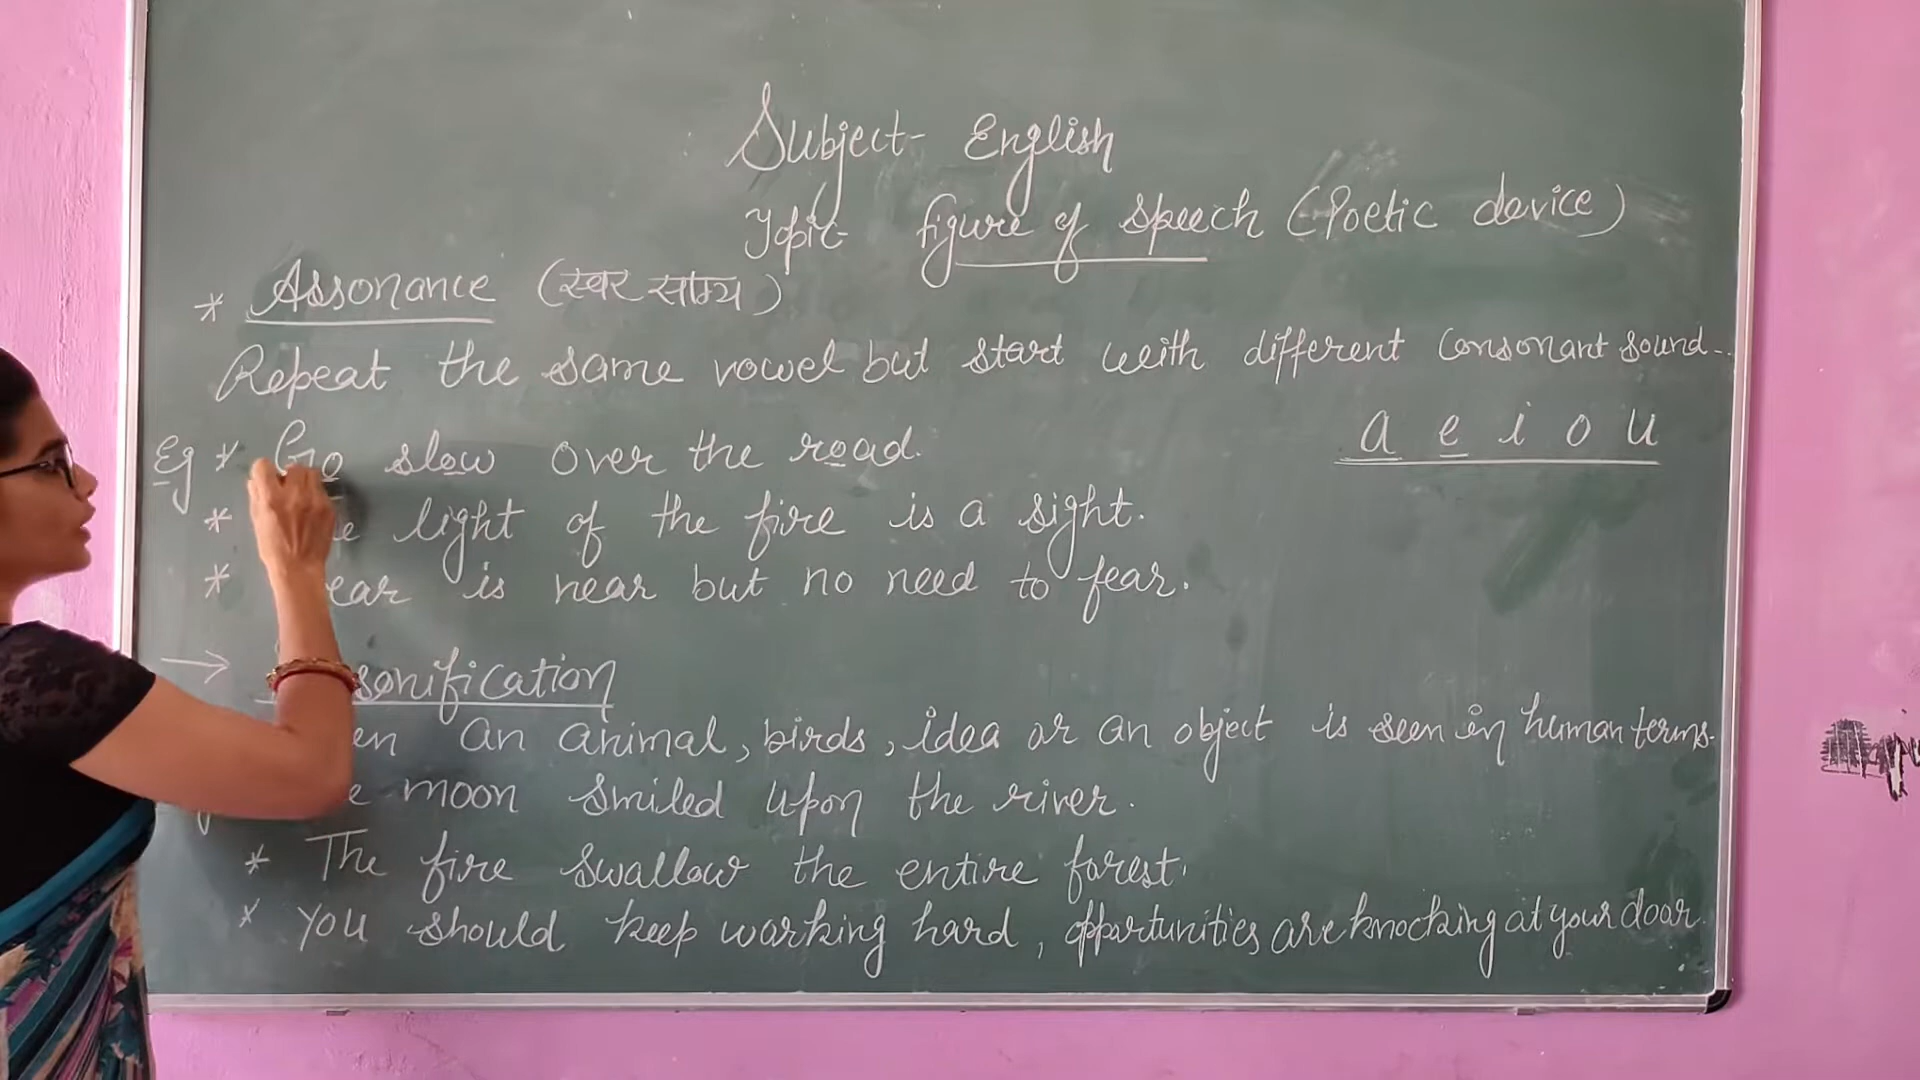 Subject- English
Topic- figure of speech (Poetic device)
* Assonance (स्वर साम्य)
Repeat the same vowel but start with different consonant sound..
a e i o u
Eg * Go slow over the road.
* light of the fire is a sight.
* is near but no need to fear.
→
an animal, birds, idea or an object is seen in human terms.
moon smiled upon the river.
* The fire swallow the entire forest.
* You should keep working hard, opportunities are knocking at your door.